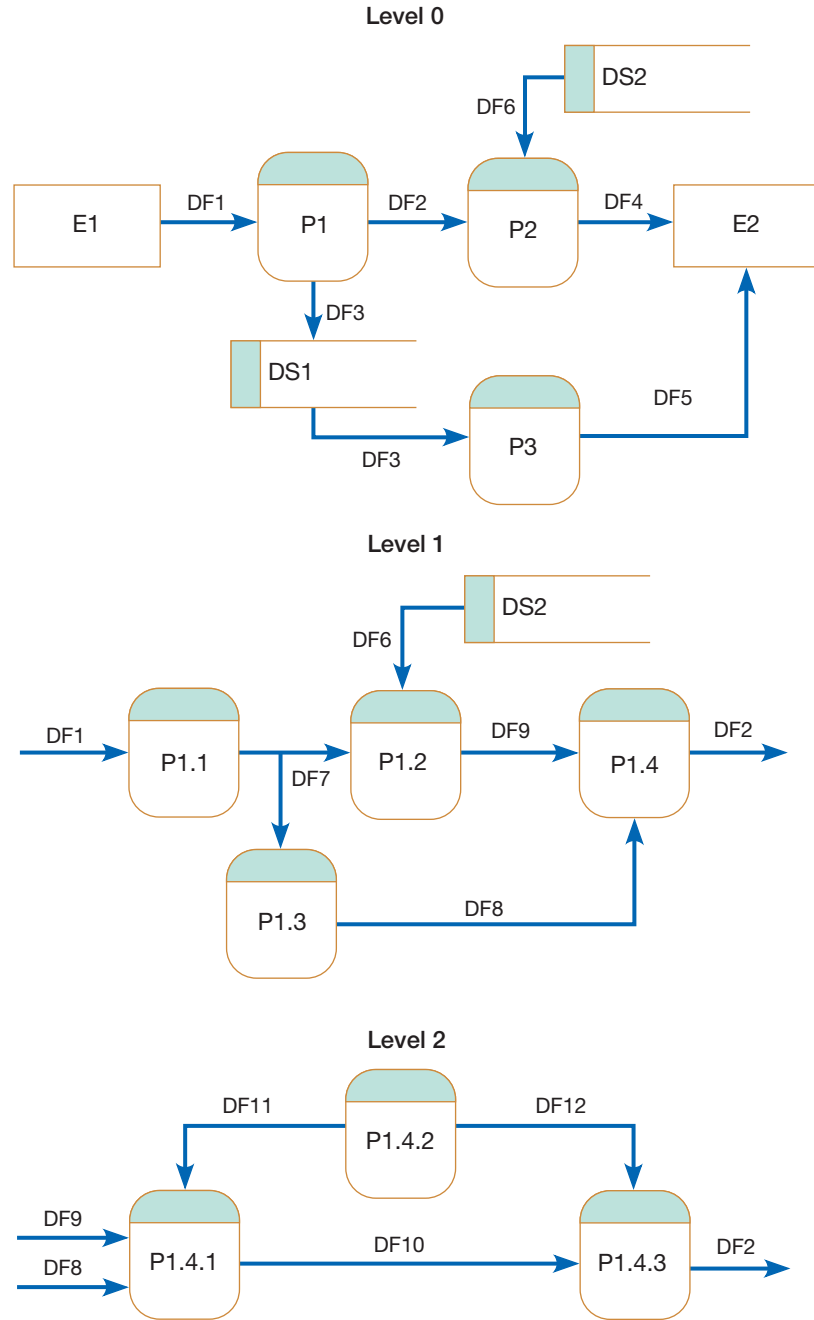 Level 0
DS2
DF6
E1
DF1
P1
DF2
P2
DF4
E2
DF3
DS1
DF3
P3
DF5
Level 1
DS2
DF6
DF1
P1.1
DF7
P1.2
DF9
P1.4
DF2
P1.3
DF8
Level 2
DF11
P1.4.2
DF12
DF9
DF8
P1.4.1
DF10
P1.4.3
DF2